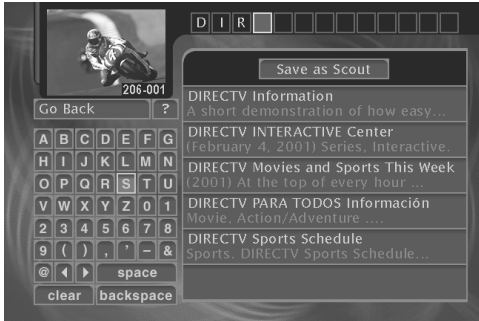 D I R
206-001
Save as Scout
Go Back ?
DIRECTV Information
A short demonstration of how easy...
DIRECTV INTERACTIVE Center
(February 4, 2001) Series, Interactive.
DIRECTV Movies and Sports This Week
(2001) At the top of every hour ...
DIRECTV PARA TODOS Información
Movie, Action/Adventure ....
DIRECTV Sports Schedule
Sports. DIRECTV Sports Schedule...
A B C D E F G
H I J K L M N
O P Q R S T U
V W X Y Z 0 1
2 3 4 5 6 7 8
9 ( ) , ' - &
@ space
clear backspace